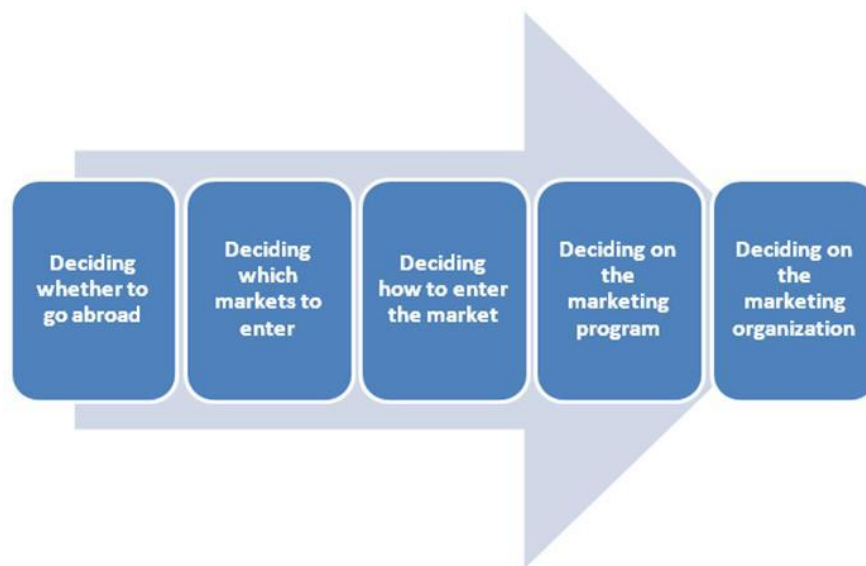 Deciding
whether to
go abroad
Deciding
which
markets to
enter
Deciding
how to enter
the market
Deciding on
the
marketing
program
Deciding on
the
marketing
organization